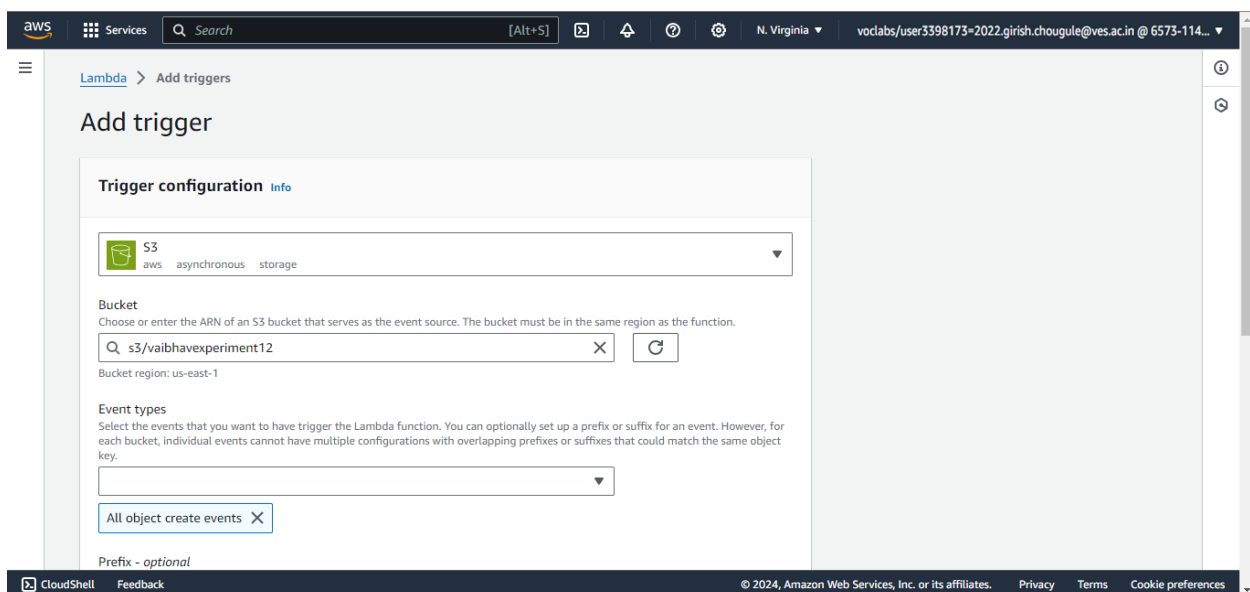 aws Services Search [Alt+S] N. Virginia ▼ voclabs/user3398173=2022.girish.chougule@ves.ac.in @ 6573-114... ▼
Lambda > Add triggers
Add trigger
Trigger configuration Info
S3
aws asynchronous storage
Bucket
Choose or enter the ARN of an S3 bucket that serves as the event source. The bucket must be in the same region as the function.
s3/vaibhavexperiment12
Bucket region: us-east-1
Event types
Select the events that you want to have trigger the Lambda function. You can optionally set up a prefix or suffix for an event. However, for
each bucket, individual events cannot have multiple configurations with overlapping prefixes or suffixes that could match the same object
key.
All object create events
Prefix - optional
CloudShell Feedback © 2024, Amazon Web Services, Inc. or its affiliates. Privacy Terms Cookie preferences